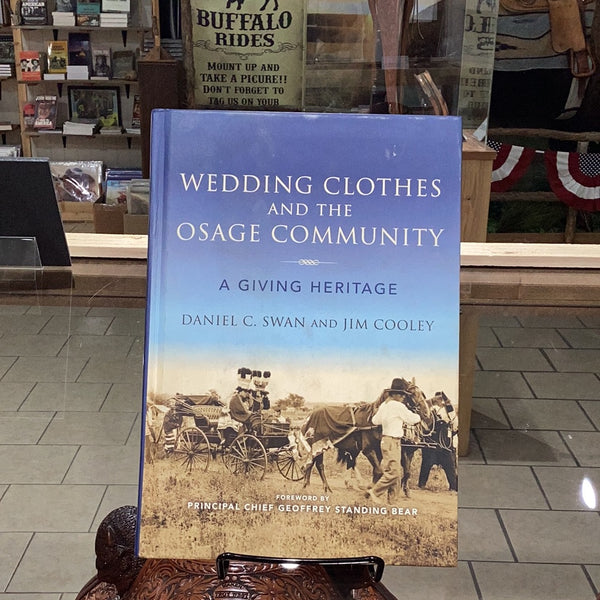 BUFFALO
RIDES
MOUNT UP AND
TAKE A PICURE!!
DON'T FORGET TO
TAG US ON YOUR
WEDDING CLOTHES
AND THE
OSAGE COMMUNITY
A GIVING HERITAGE
DANIEL C. SWAN AND JIM COOLEY
FOREWORD BY
PRINCIPAL CHIEF GEOFFREY STANDING BEAR